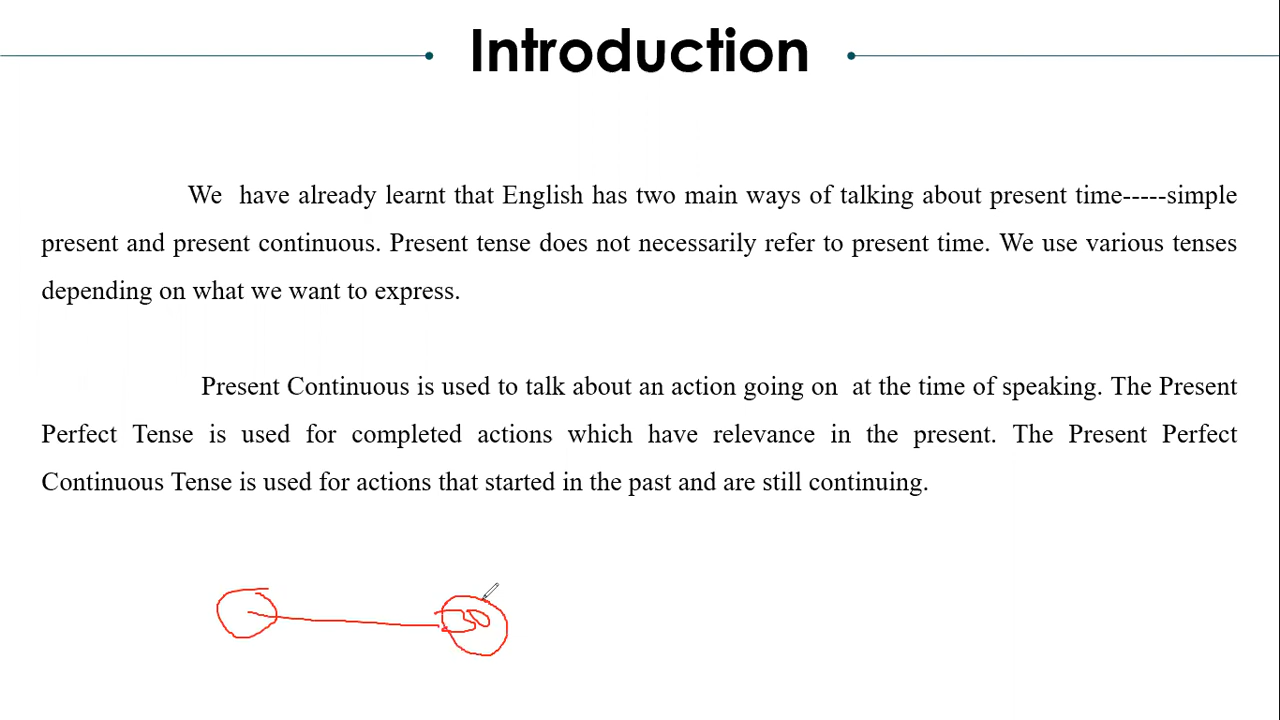 Introduction
We have already learnt that English has two main ways of talking about present time-----simple
present and present continuous. Present tense does not necessarily refer to present time. We use various tenses
depending on what we want to express.
Present Continuous is used to talk about an action going on at the time of speaking. The Present
Perfect Tense is used for completed actions which have relevance in the present. The Present Perfect
Continuous Tense is used for actions that started in the past and are still continuing.
30